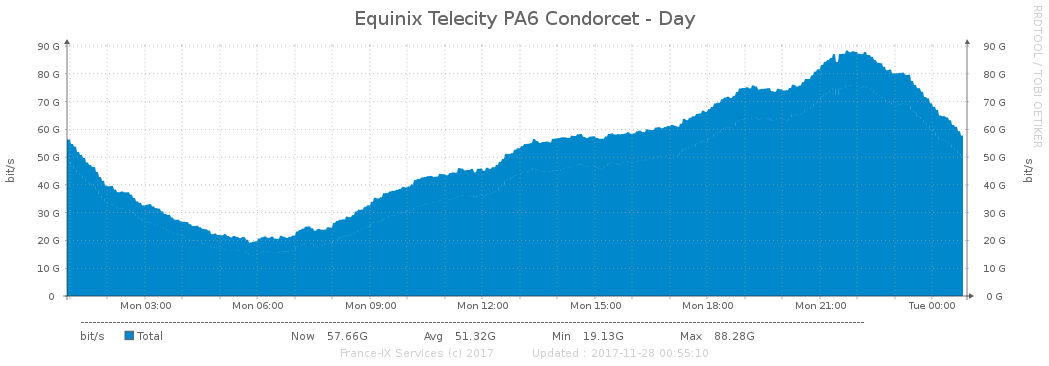 Equinix Telecity PA6 Condorcet - Day
RRDTOOL / TOBI OETIKER
90 G 90 G
80 G 80 G
70 G 70 G
60 G 60 G
50 G 50 G
40 G 40 G
30 G 30 G
20 G 20 G
10 G 10 G
0 0 G
bit/s bit/s
Mon 03:00 Mon 06:00 Mon 09:00 Mon 12:00 Mon 15:00 Mon 18:00 Mon 21:00 Tue 00:00
bit/s Total Now 57.66G Avg 51.32G Min 19.13G Max 88.28G
France-IX Services (c) 2017 Updated : 2017-11-28 00:55:10